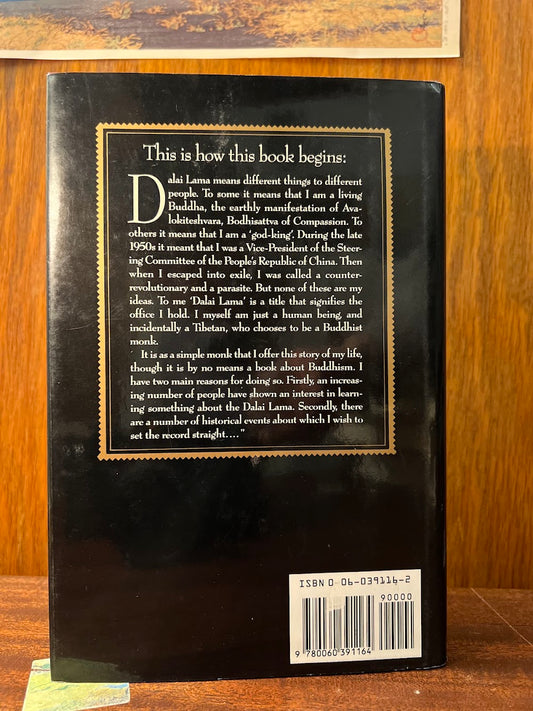 This is how this book begins:
Dalai Lama means different things to different
people. To some it means that I am a living
Buddha, the earthly manifestation of Ava-
lokiteshvara, Bodhisattva of Compassion. To
others it means that I am a ‘god-king’. During the late
1950s it meant that I was a Vice-President of the Steer-
ing Committee of the People's Republic of China. Then
when I escaped into exile, I was called a counter-
revolutionary and a parasite. But none of these are my
ideas. To me ‘Dalai Lama’ is a title that signifies the
office I hold. I myself am just a human being, and
incidentally a Tibetan, who chooses to be a Buddhist
monk.
It is as a simple monk that I offer this story of my life,
though it is by no means a book about Buddhism. I
have two main reasons for doing so. Firstly, an increas-
ing number of people have shown an interest in learn-
ing something about the Dalai Lama. Secondly, there
are a number of historical events about which I wish to
set the record straight....”
ISBN 0-06-039116-2
90000
9 780060 391164